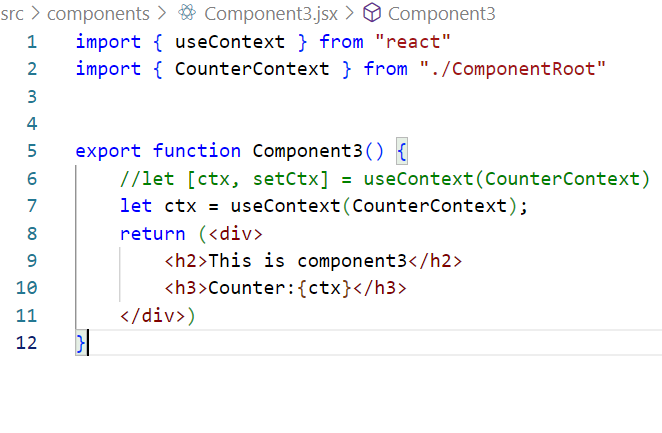 src > components > Component3.jsx > Component3
1 import { useContext } from "react"
2 import { CounterContext } from "./ComponentRoot"
3
4
5 export function Component3() {
6     //let [ctx, setCtx] = useContext(CounterContext)
7     let ctx = useContext(CounterContext);
8     return (<div>
9         <h2>This is component3</h2>
10         <h3>Counter:{ctx}</h3>
11     </div>)
12 }